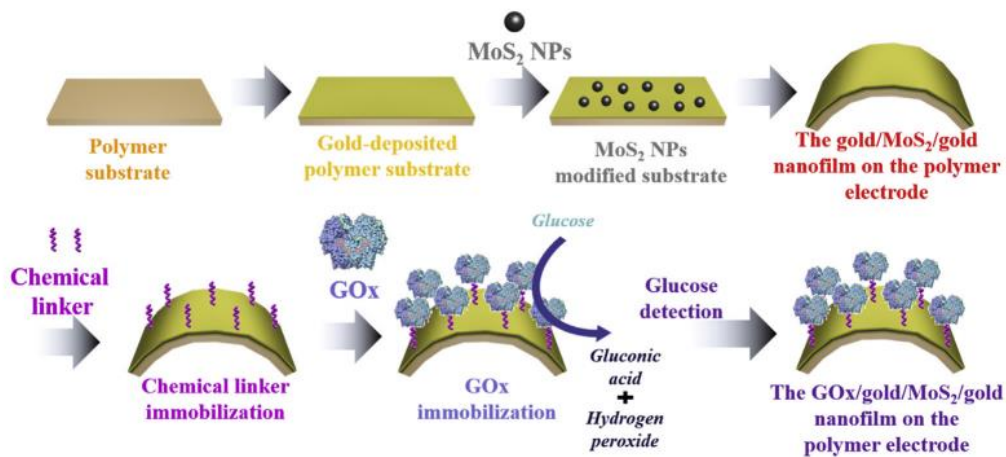 MoS₂ NPs
Polymer
substrate
Gold-deposited
polymer substrate
MoS₂ NPs
modified substrate
The gold/MoS₂/gold
nanofilm on the polymer
electrode
Chemical
linker
Chemical linker
immobilization
GOx
Glucose
GOx
immobilization
Gluconic
acid
+
Hydrogen
peroxide
Glucose
detection
The GOx/gold/MoS₂/gold
nanofilm on the
polymer electrode